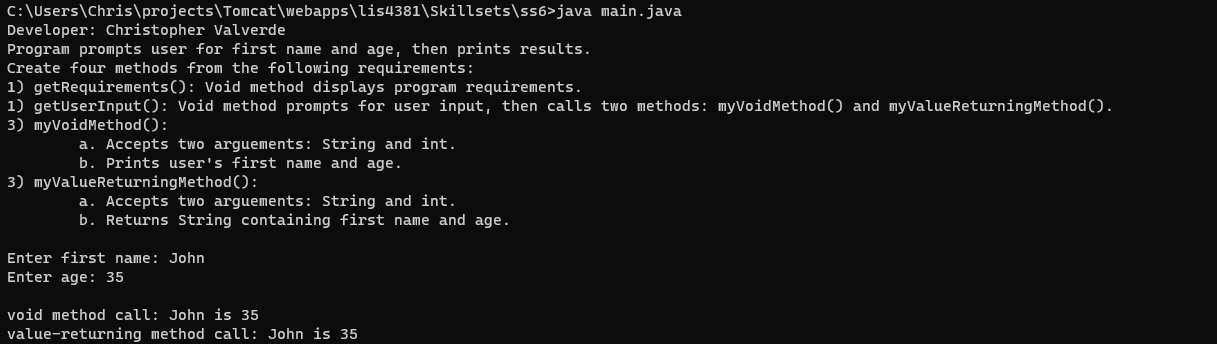 C:\Users\Chris\projects\Tomcat\webapps\lis4381\Skillsets\ss6>java main.java
Developer: Christopher Valverde
Program prompts user for first name and age, then prints results.
Create four methods from the following requirements:
1) getRequirements(): Void method displays program requirements.
1) getUserInput(): Void method prompts for user input, then calls two methods: myVoidMethod() and myValueReturningMethod().
3) myVoidMethod():
        a. Accepts two arguements: String and int.
        b. Prints user's first name and age.
3) myValueReturningMethod():
        a. Accepts two arguements: String and int.
        b. Returns String containing first name and age.
Enter first name: John
Enter age: 35
void method call: John is 35
value-returning method call: John is 35